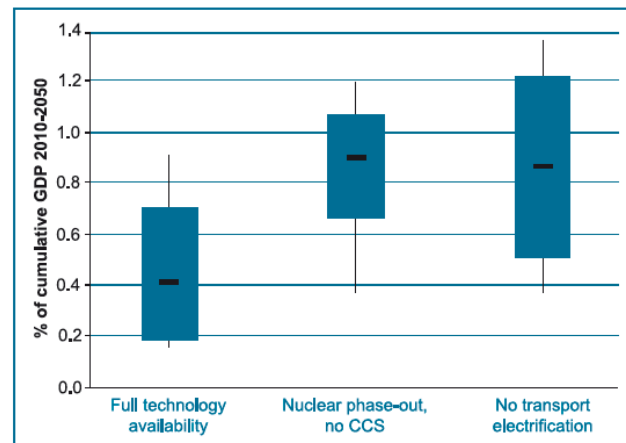 % of cumulative GDP 2010-2050
1.4
1.2
1.0
0.8
0.6
0.4
0.2
0.0
Full technology
availability
Nuclear phase-out,
no CCS
No transport
electrification